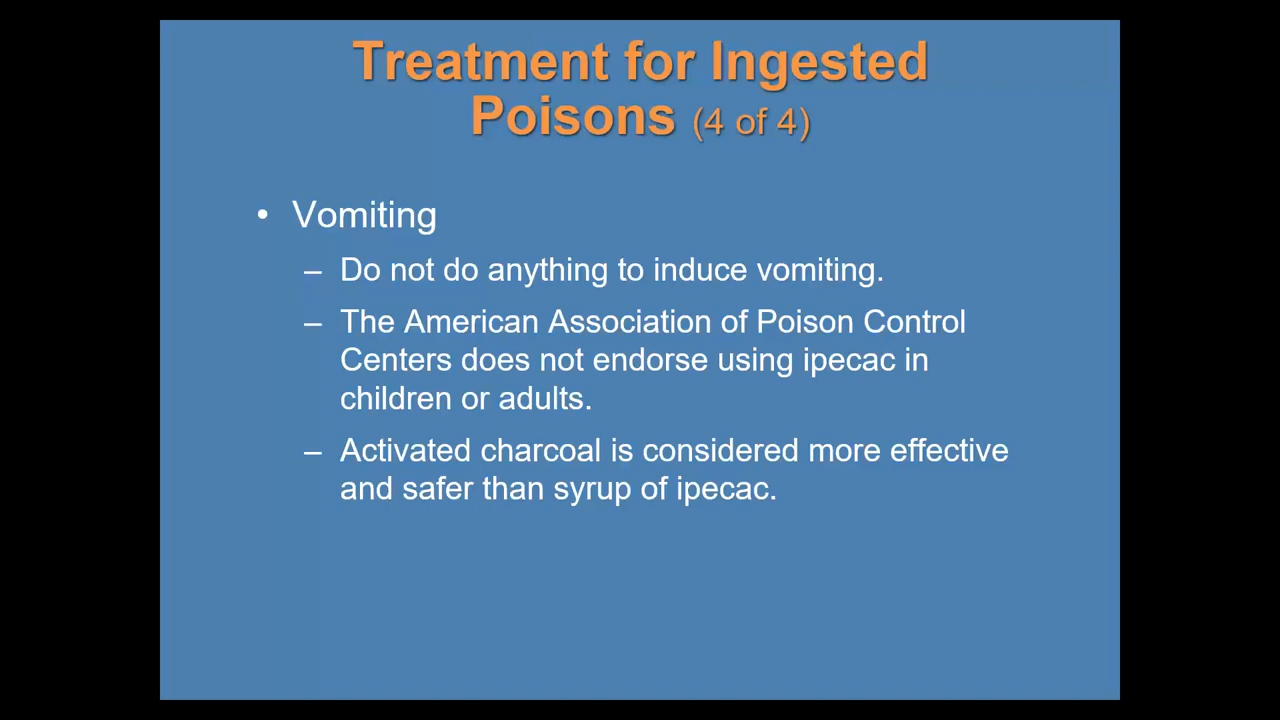 Treatment for Ingested
Poisons (4 of 4)
• Vomiting
– Do not do anything to induce vomiting.
– The American Association of Poison Control
Centers does not endorse using ipecac in
children or adults.
– Activated charcoal is considered more effective
and safer than syrup of ipecac.